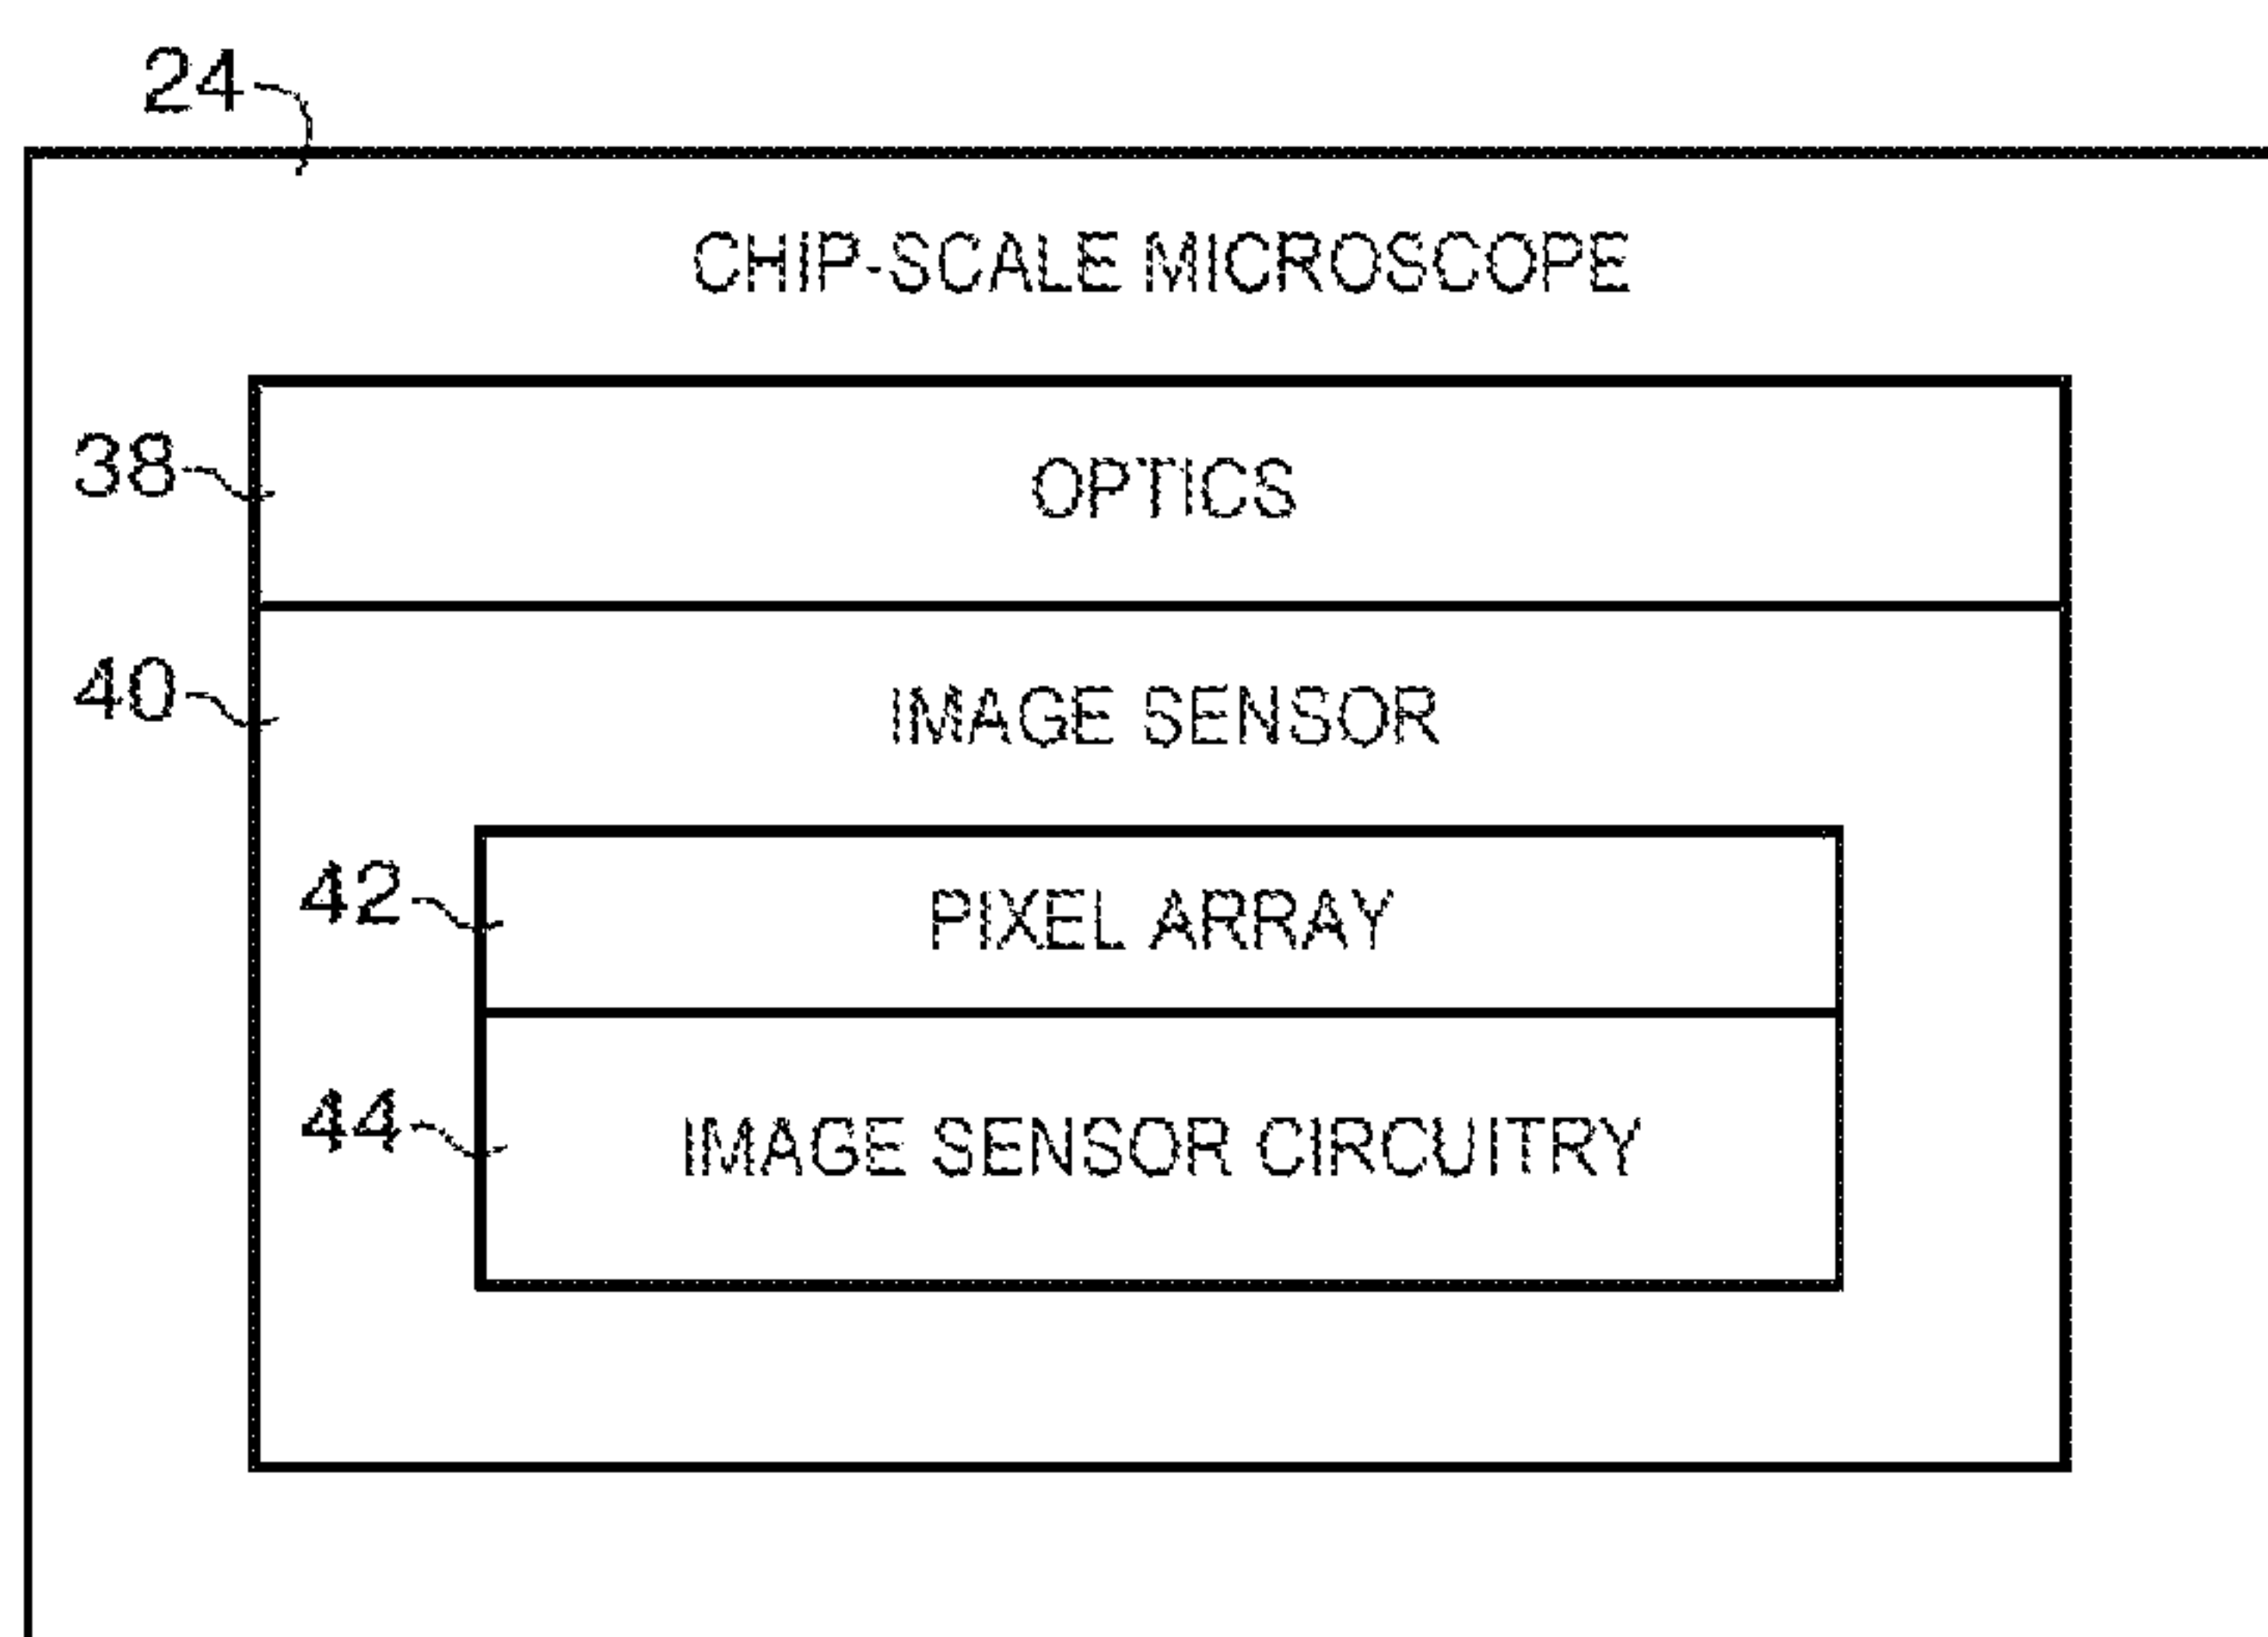 24
CHIP-SCALE MICROSCOPE
38
OPTICS
40
IMAGE SENSOR
42
PIXEL ARRAY
44
IMAGE SENSOR CIRCUITRY